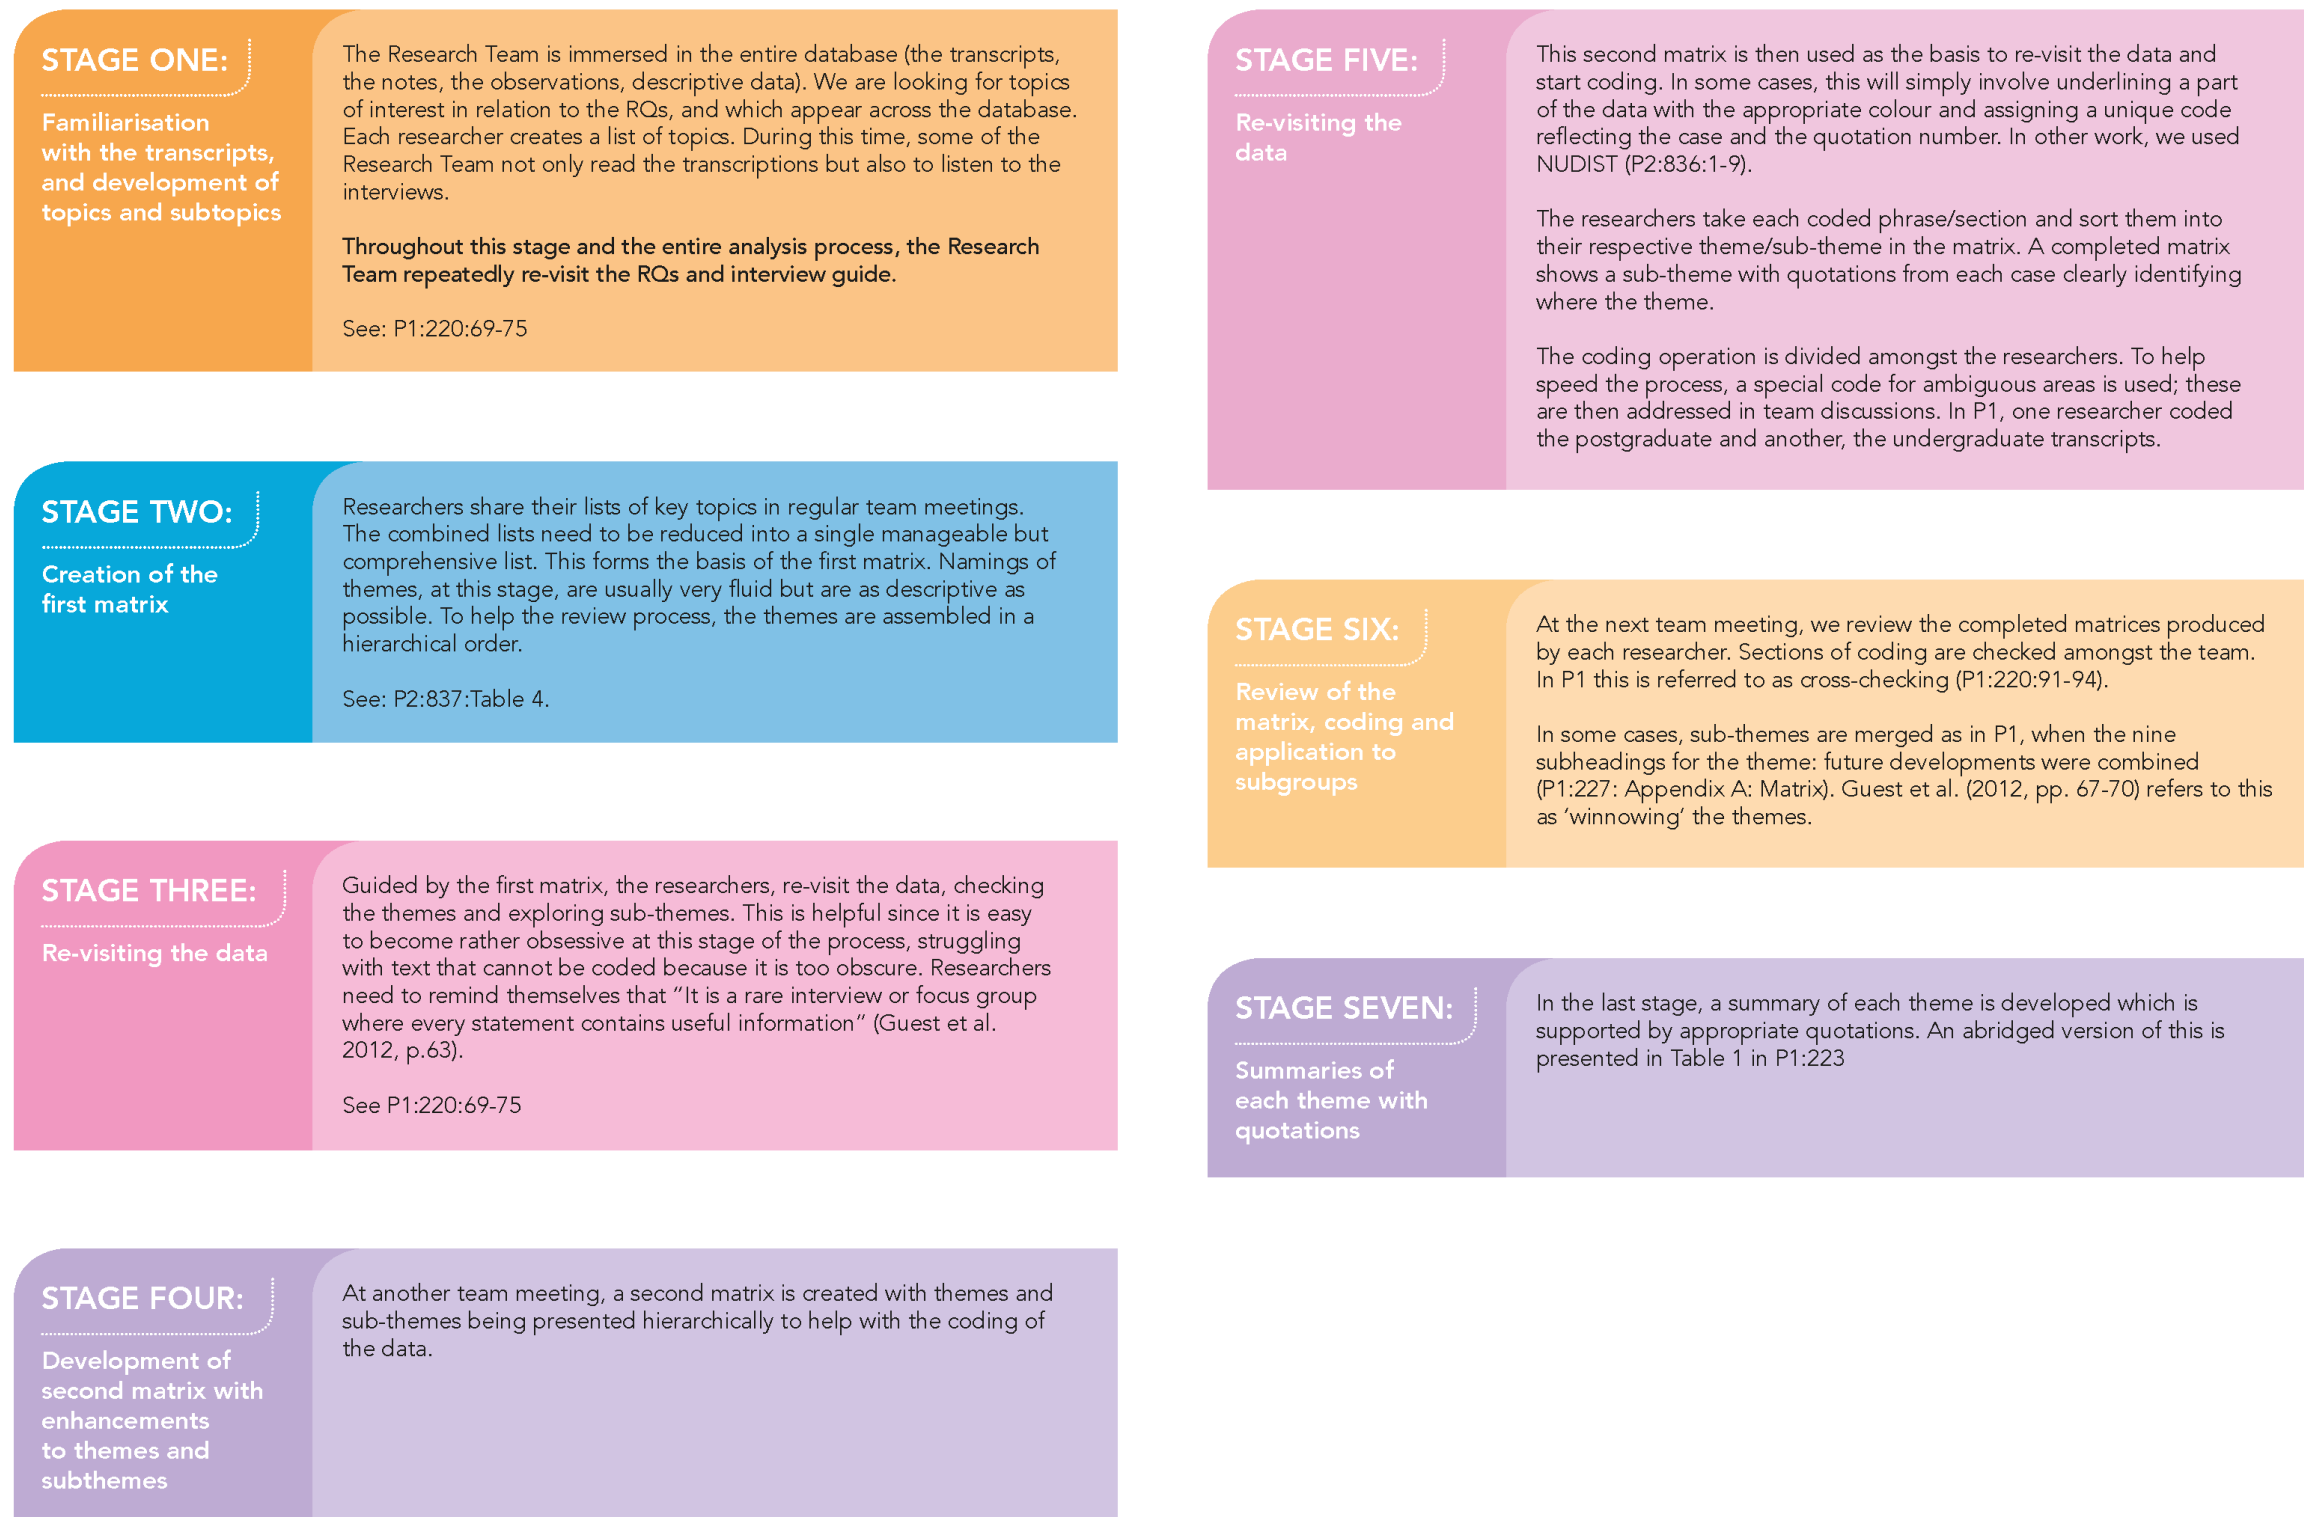 STAGE ONE:
Familiarisation
with the transcripts,
and development of
topics and subtopics
The Research Team is immersed in the entire database (the transcripts,
the notes, the observations, descriptive data). We are looking for topics
of interest in relation to the RQs, and which appear across the database.
Each researcher creates a list of topics. During this time, some of the
Research Team not only read the transcriptions but also to listen to the
interviews.
Throughout this stage and the entire analysis process, the Research
Team repeatedly re-visit the RQs and interview guide.
See: P1:220:69-75
STAGE TWO:
Creation of the
first matrix
Researchers share their lists of key topics in regular team meetings.
The combined lists need to be reduced into a single manageable but
comprehensive list. This forms the basis of the first matrix. Namings of
themes, at this stage, are usually very fluid but are as descriptive as
possible. To help the review process, the themes are assembled in a
hierarchical order.
See: P2:837:Table 4.
STAGE THREE:
Re-visiting the data
Guided by the first matrix, the researchers, re-visit the data, checking
the themes and exploring sub-themes. This is helpful since it is easy
to become rather obsessive at this stage of the process, struggling
with text that cannot be coded because it is too obscure. Researchers
need to remind themselves that “It is a rare interview or focus group
where every statement contains useful information” (Guest et al.
2012, p.63).
See P1:220:69-75
STAGE FOUR:
Development of
second matrix with
enhancements
to themes and
subthemes
At another team meeting, a second matrix is created with themes and
sub-themes being presented hierarchically to help with the coding of
the data.
STAGE FIVE:
Re-visiting the
data
This second matrix is then used as the basis to re-visit the data and
start coding. In some cases, this will simply involve underlining a part
of the data with the appropriate colour and assigning a unique code
reflecting the case and the quotation number. In other work, we used
NUDIST (P2:836:1-9).
The researchers take each coded phrase/section and sort them into
their respective theme/sub-theme in the matrix. A completed matrix
shows a sub-theme with quotations from each case clearly identifying
where the theme.
The coding operation is divided amongst the researchers. To help
speed the process, a special code for ambiguous areas is used; these
are then addressed in team discussions. In P1, one researcher coded
the postgraduate and another, the undergraduate transcripts.
STAGE SIX:
Review of the
matrix, coding and
application to
subgroups
At the next team meeting, we review the completed matrices produced
by each researcher. Sections of coding are checked amongst the team.
In P1 this is referred to as cross-checking (P1:220:91-94).
In some cases, sub-themes are merged as in P1, when the nine
subheadings for the theme: future developments were combined
(P1:227: Appendix A: Matrix). Guest et al. (2012, pp. 67-70) refers to this
as ‘winnowing’ the themes.
STAGE SEVEN:
Summaries of
each theme with
quotations
In the last stage, a summary of each theme is developed which is
supported by appropriate quotations. An abridged version of this is
presented in Table 1 in P1:223